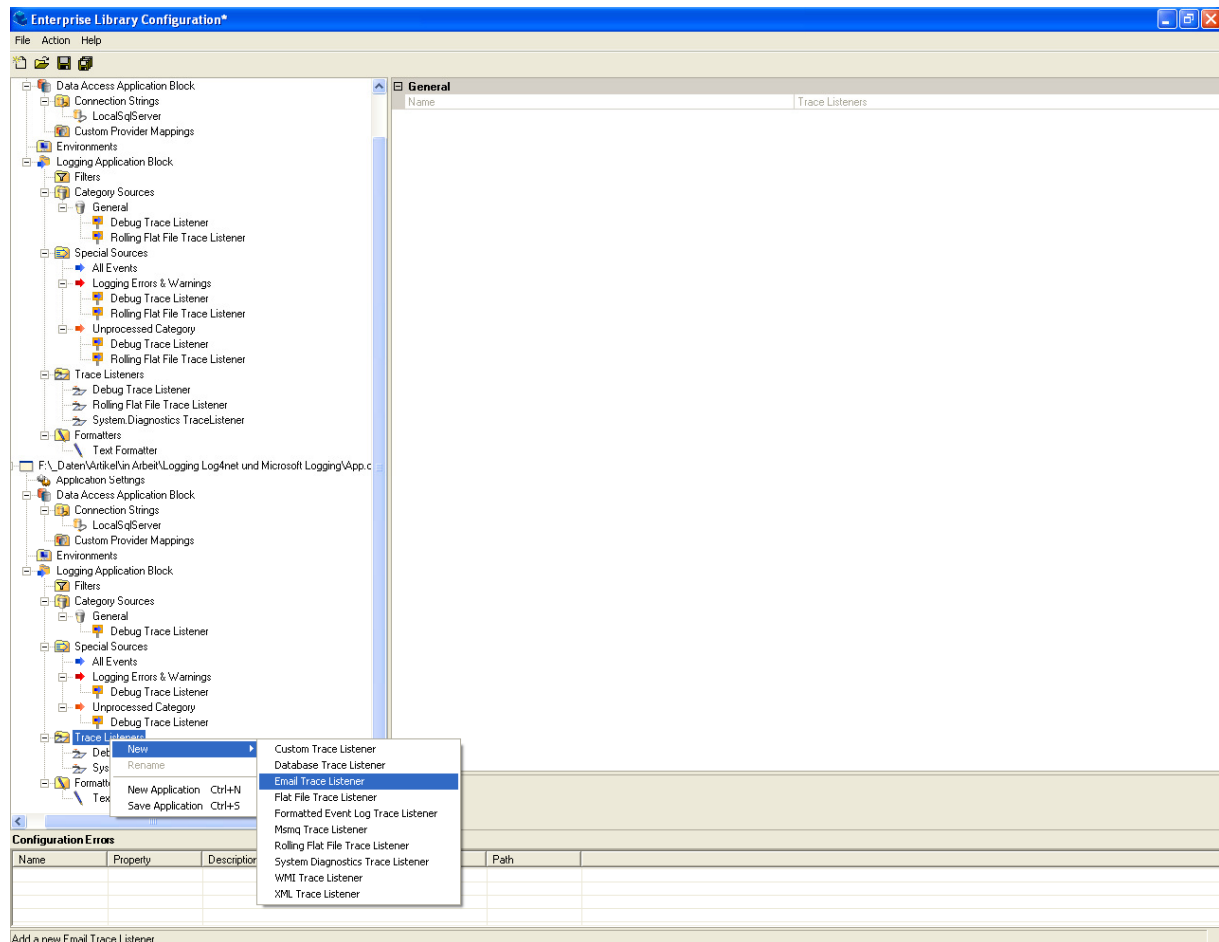 Enterprise Library Configuration*
File Action Help
Data Access Application Block
Connection Strings
LocalSqlServer
Custom Provider Mappings
Environments
Logging Application Block
Filters
Category Sources
General
Debug Trace Listener
Rolling Flat File Trace Listener
Special Sources
All Events
Logging Errors & Warnings
Debug Trace Listener
Rolling Flat File Trace Listener
Unprocessed Category
Debug Trace Listener
Rolling Flat File Trace Listener
Trace Listeners
Debug Trace Listener
Rolling Flat File Trace Listener
System.Diagnostics TraceListener
Formatters
Text Formatter
F:\_Daten\Artikel\in Arbeit\Logging Log4net und Microsoft Logging\App.c
Application Settings
Data Access Application Block
Connection Strings
LocalSqlServer
Custom Provider Mappings
Environments
Logging Application Block
Filters
Category Sources
General
Debug Trace Listener
Special Sources
All Events
Logging Errors & Warnings
Debug Trace Listener
Unprocessed Category
Debug Trace Listener
Trace Listeners
Deb
Sys
Formatt
Tex
New
Rename
New Application Ctrl+N
Save Application Ctrl+S
Custom Trace Listener
Database Trace Listener
Email Trace Listener
Flat File Trace Listener
Formatted Event Log Trace Listener
Msmq Trace Listener
Rolling Flat File Trace Listener
System Diagnostics Trace Listener
WMI Trace Listener
XML Trace Listener
General
Name Trace Listeners
Configuration Errors
Name Property Description Path
Add a new Email Trace Listener